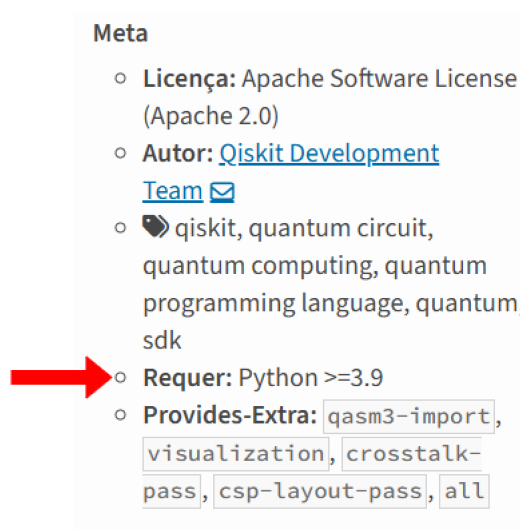 Meta
Licença: Apache Software License
(Apache 2.0)
Autor: Qiskit Development
Team
qiskit, quantum circuit,
quantum computing, quantum
programming language, quantum,
sdk
Requer: Python >=3.9
Provides-Extra: qasm3-import,
visualization, crosstalk-
pass, csp-layout-pass, all